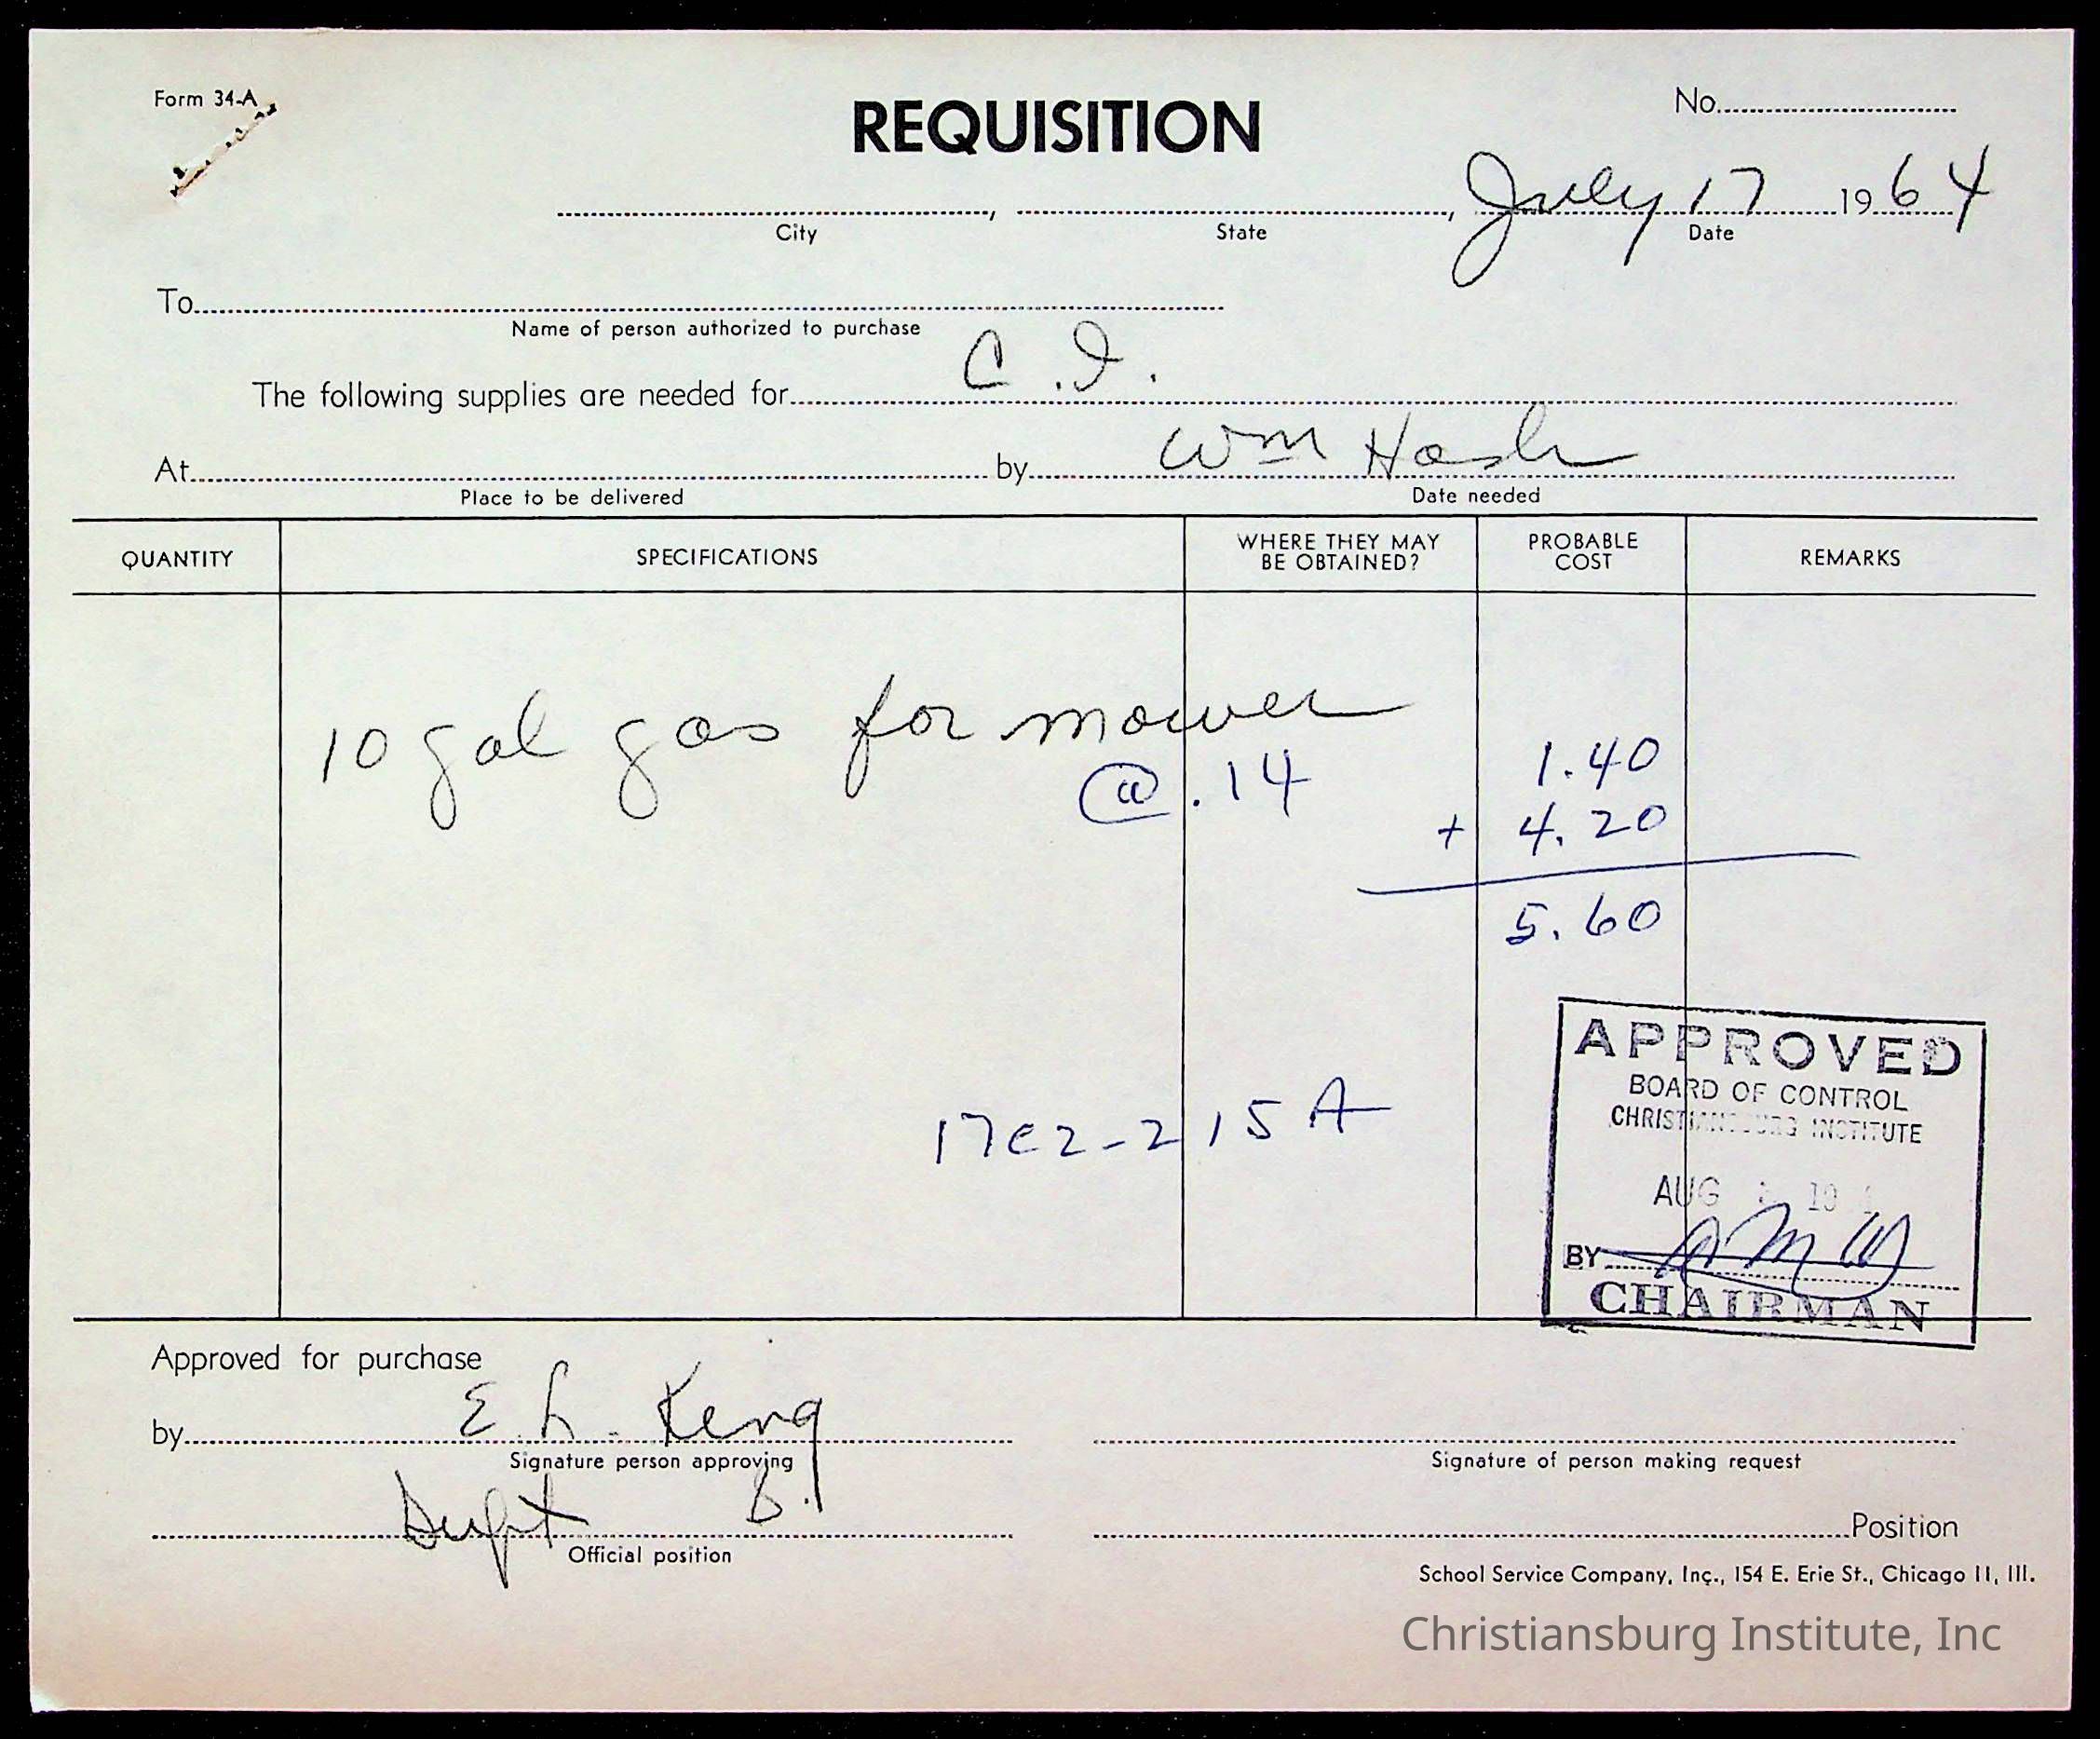 Form 34-A
REQUISITION
No.
July 17 1964
City, State, Date
To
Name of person authorized to purchase
The following supplies are needed for C.I.
At by Wm Hash
Place to be delivered Date needed
QUANTITY SPECIFICATIONS WHERE THEY MAY BE OBTAINED? PROBABLE COST REMARKS
10 gal gas for mower
@ .14 1.40
+ 4.20
5.60
17e2-215A
APPROVED
BOARD OF CONTROL
CHRISTIANSBURG INSTITUTE
AUG
BY
CHAIRMAN
Approved for purchase
by E. L. King
Signature person approving Signature of person making request
Supt
Official position Position
School Service Company, Inc., 154 E. Erie St., Chicago 11, Ill.
Christiansburg Institute, Inc